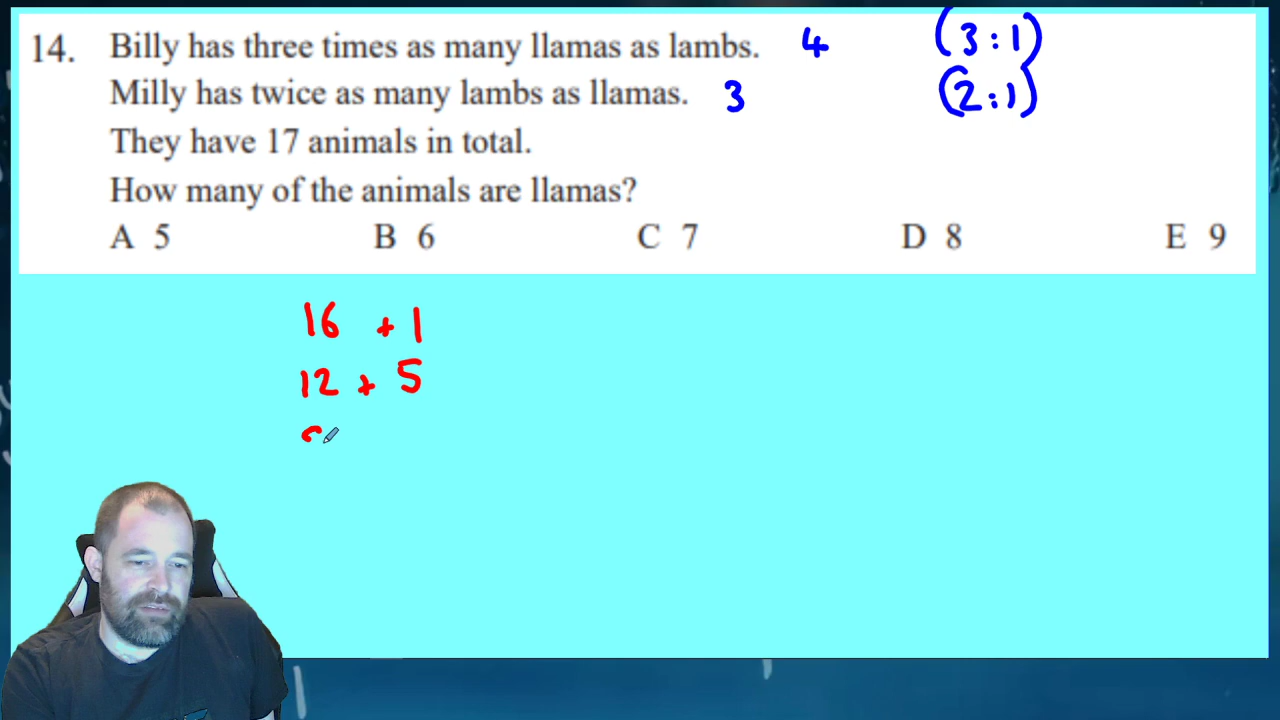 14. Billy has three times as many llamas as lambs. 4 (3:1)
Milly has twice as many lambs as llamas. 3 (2:1)
They have 17 animals in total.
How many of the animals are llamas?
A 5 B 6 C 7 D 8 E 9
16 + 1
12 + 5